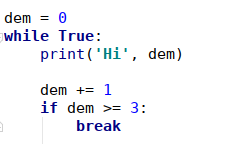 dem = 0
while True:
    print('Hi', dem)

    dem += 1
    if dem >= 3:
        break